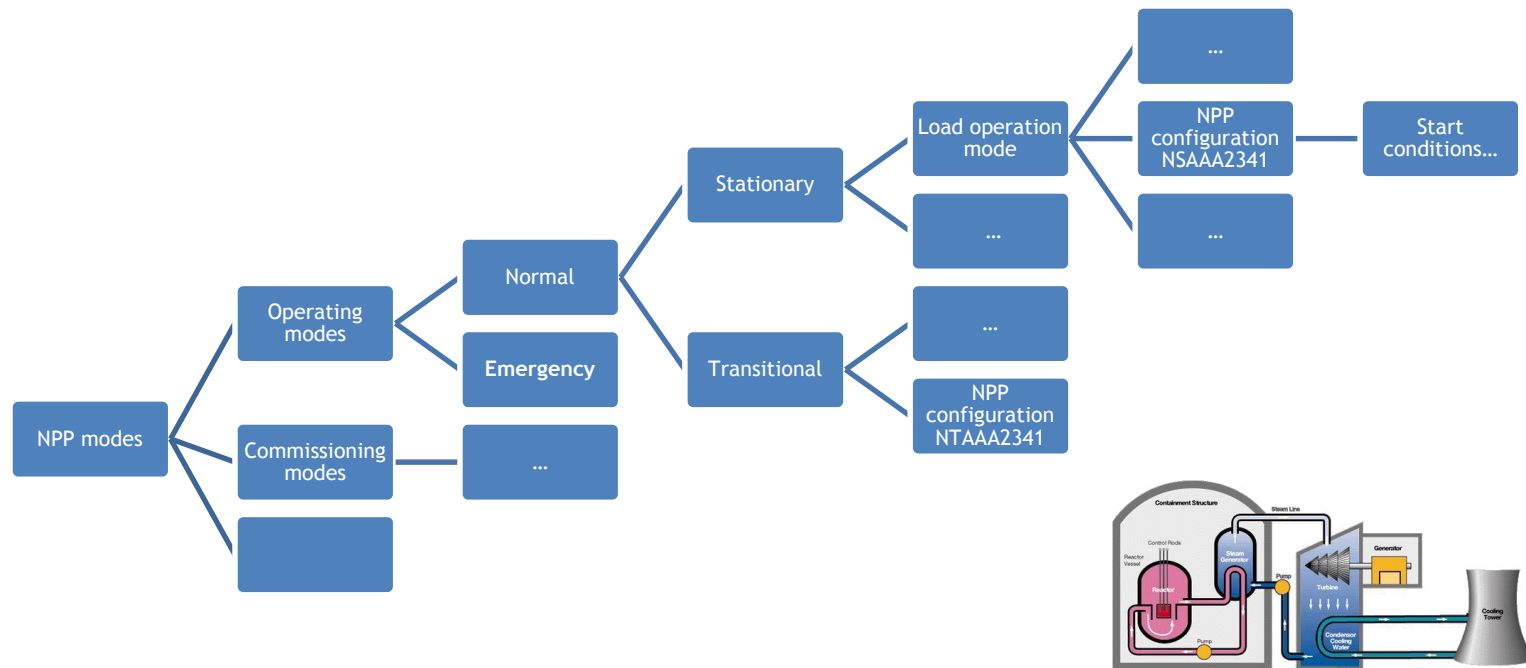 …
Load operation
mode
NPP
configuration
NSAAA2341
Start
conditions…
Stationary
…
…
Normal
Operating
modes
…
Emergency
Transitional
NPP
configuration
NTAAA2341
NPP modes
Commissioning
modes
…
Containment Structure
Steam Line
Control Rods
Reactor
Vessel
Steam
Generator
Generator
Reactor
Pump
Turbine
Pump
Condensor
Cooling
Water
Cooling
Tower